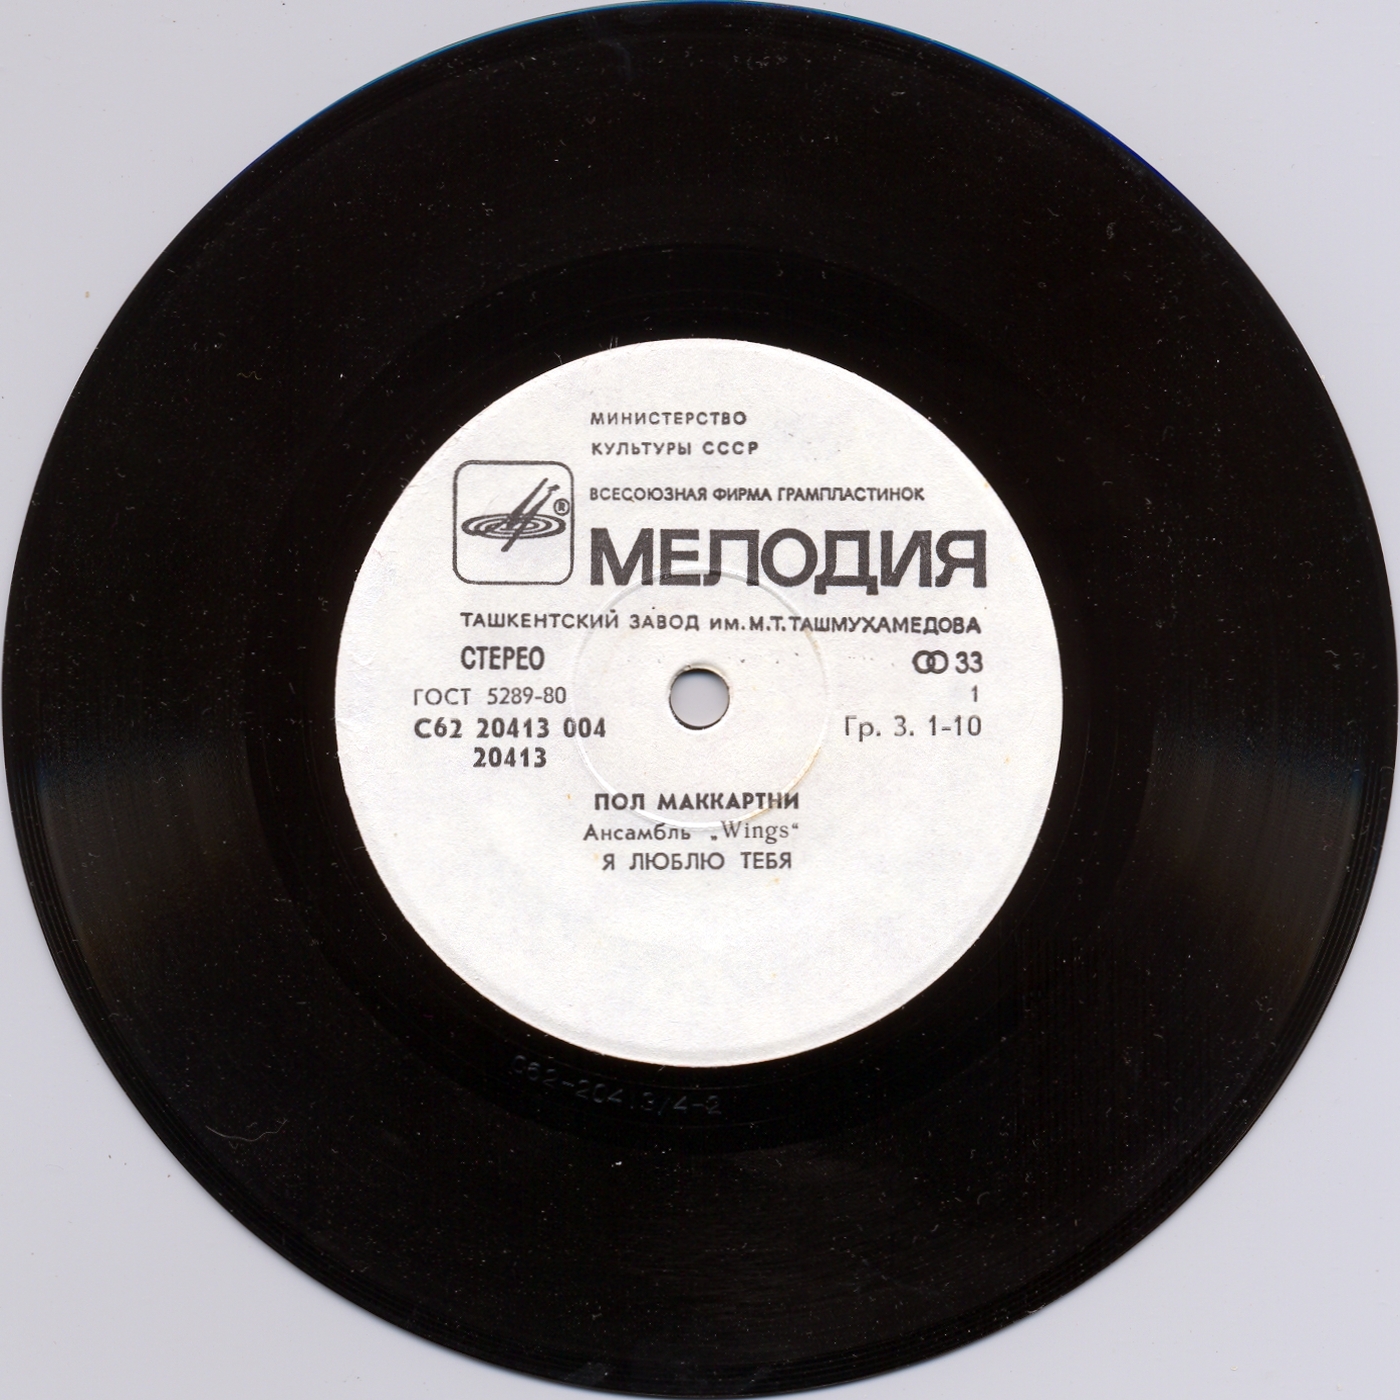 МИНИСТЕРСТВО
КУЛЬТУРЫ СССР
ВСЕСОЮЗНАЯ ФИРМА ГРАМПЛАСТИНОК
®
МЕЛОДИЯ
ТАШКЕНТСКИЙ ЗАВОД им. М.Т.ТАШМУХАМЕДОВА
СТЕРЕО 33
ГОСТ 5289-80 1
С62 20413 004 Гр. 3. 1-10
20413
ПОЛ МАККАРТНИ
Ансамбль „Wings“
Я ЛЮБЛЮ ТЕБЯ